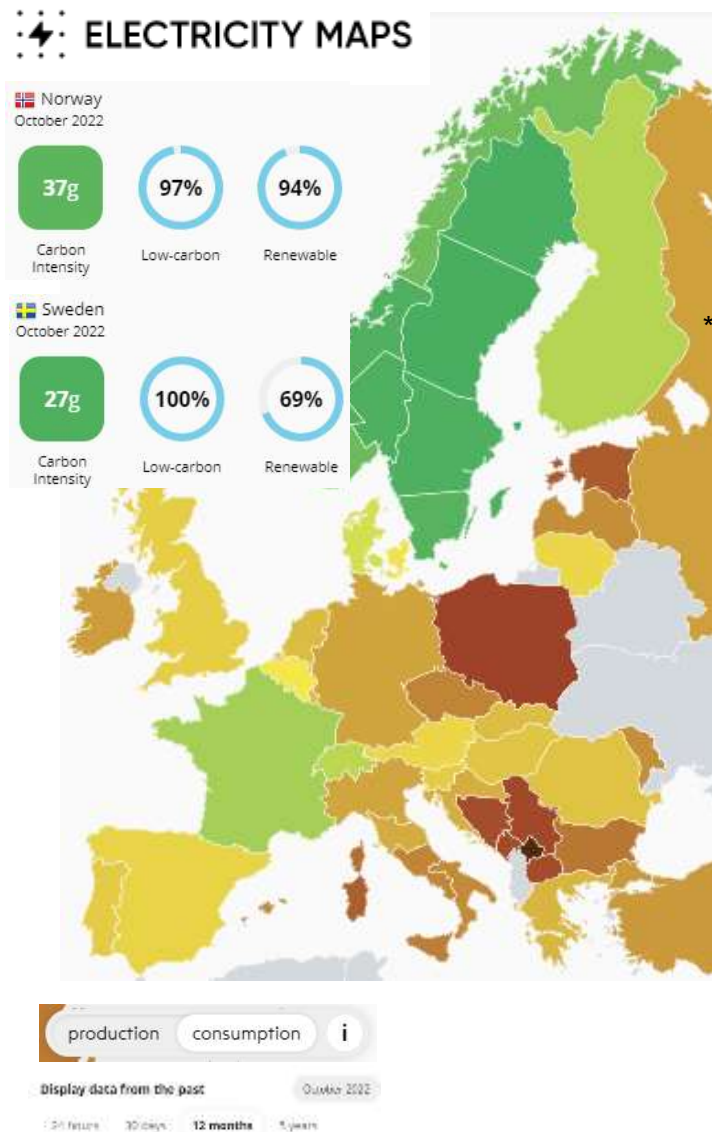 ELECTRICITY MAPS
Norway
October 2022
37g
97%
94%
Carbon
Intensity
Low-carbon
Renewable
Sweden
October 2022
27g
100%
69%
Carbon
Intensity
Low-carbon
Renewable
*
production
consumption
i
Display data from the past
October 2022
24 hours
30 days
12 months
5 years